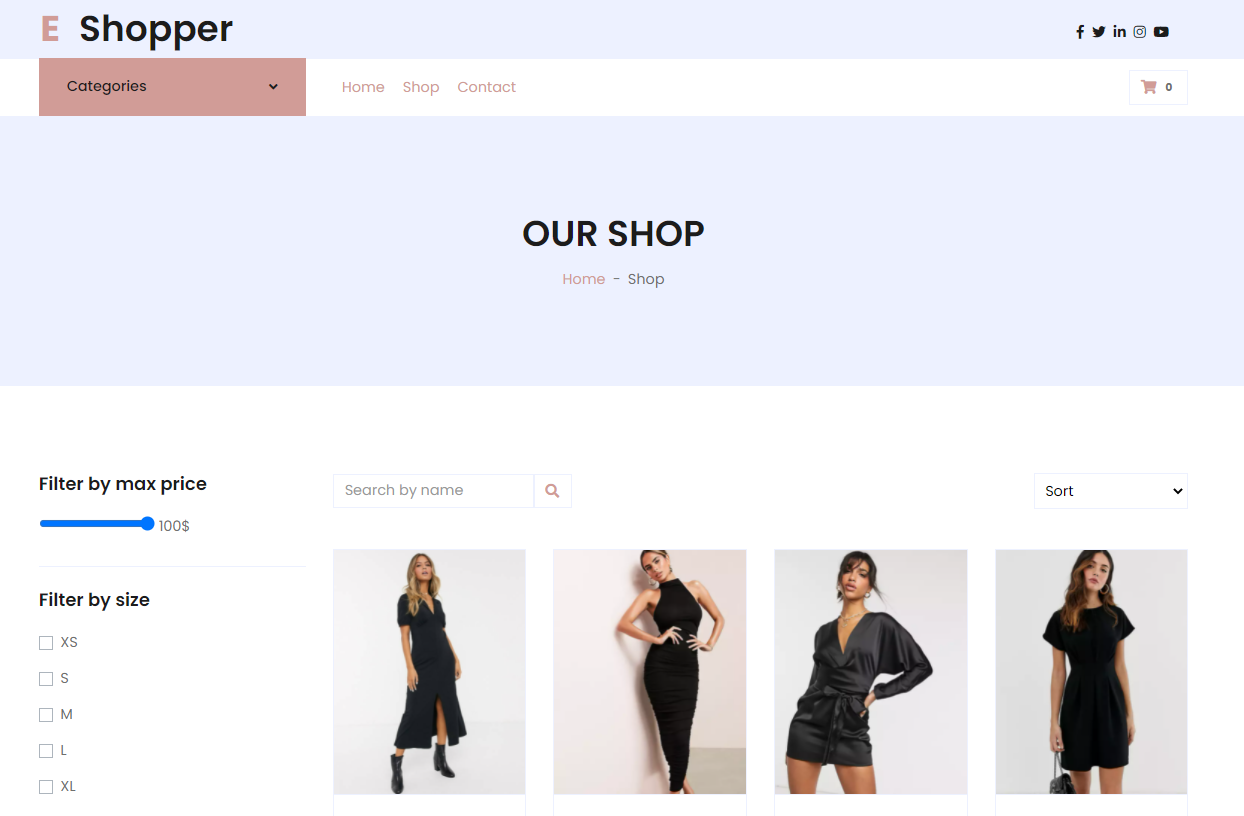 E Shopper
Categories
Home Shop Contact
0
OUR SHOP
Home - Shop
Filter by max price
100$
Filter by size
XS
S
M
L
XL
Search by name
Sort